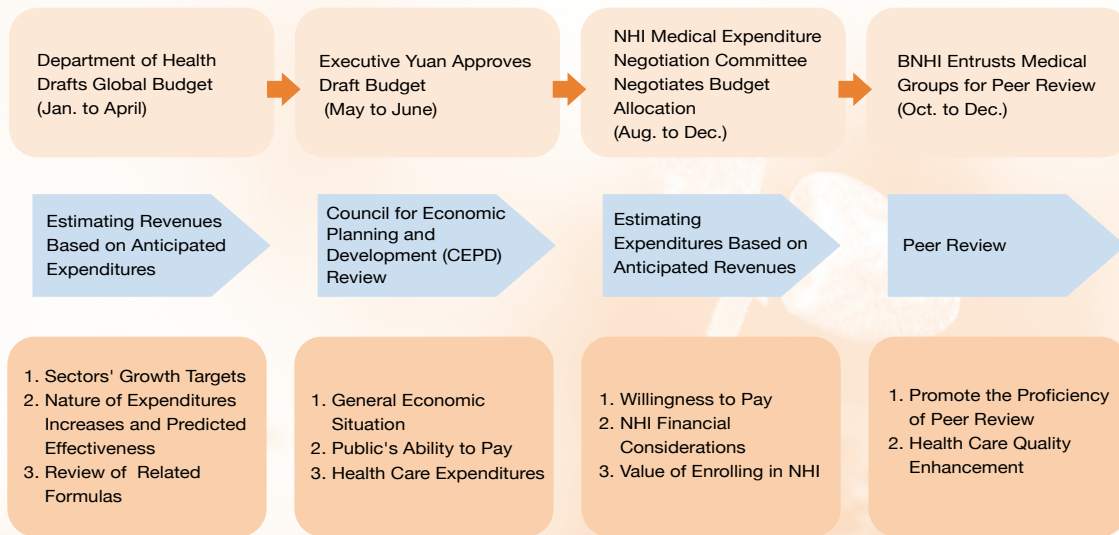 Department of Health
Drafts Global Budget
(Jan. to April)
Executive Yuan Approves
Draft Budget
(May to June)
NHI Medical Expenditure
Negotiation Committee
Negotiates Budget
Allocation
(Aug. to Dec.)
BNHI Entrusts Medical
Groups for Peer Review
(Oct. to Dec.)
Estimating Revenues
Based on Anticipated
Expenditures
Council for Economic
Planning and
Development (CEPD)
Review
Estimating
Expenditures Based on
Anticipated Revenues
Peer Review
1. Sectors' Growth Targets
2. Nature of Expenditures
Increases and Predicted
Effectiveness
3. Review of Related
Formulas
1. General Economic
Situation
2. Public's Ability to Pay
3. Health Care Expenditures
1. Willingness to Pay
2. NHI Financial
Considerations
3. Value of Enrolling in NHI
1. Promote the Proficiency
of Peer Review
2. Health Care Quality
Enhancement